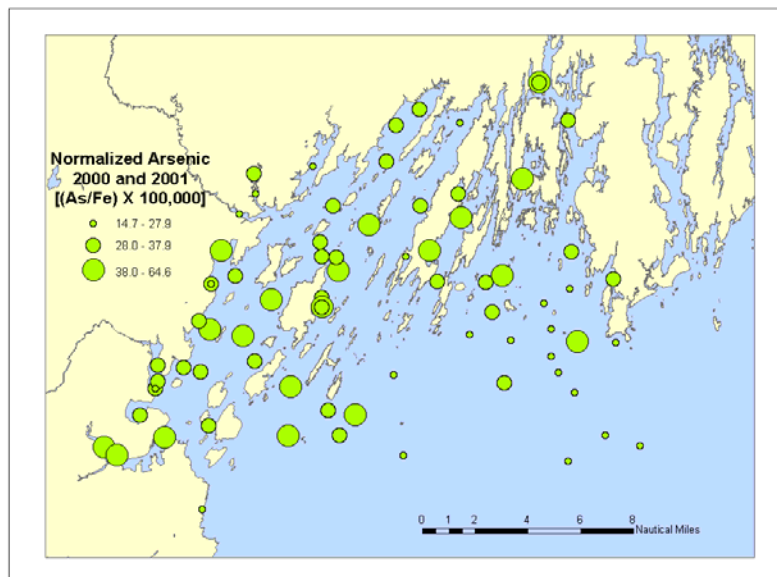 Normalized Arsenic
2000 and 2001
[(As/Fe) X 100,000]
14.7 - 27.9
28.0 - 37.9
38.0 - 64.6
0 1 2 4 6 8
Nautical Miles